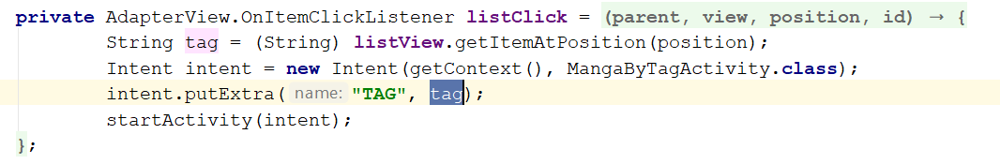 private AdapterView.OnItemClickListener listClick = (parent, view, position, id) → {
String tag = (String) listView.getItemAtPosition(position);
Intent intent = new Intent(getContext(), MangaByTagActivity.class);
intent.putExtra( name: "TAG", tag);
startActivity(intent);
};